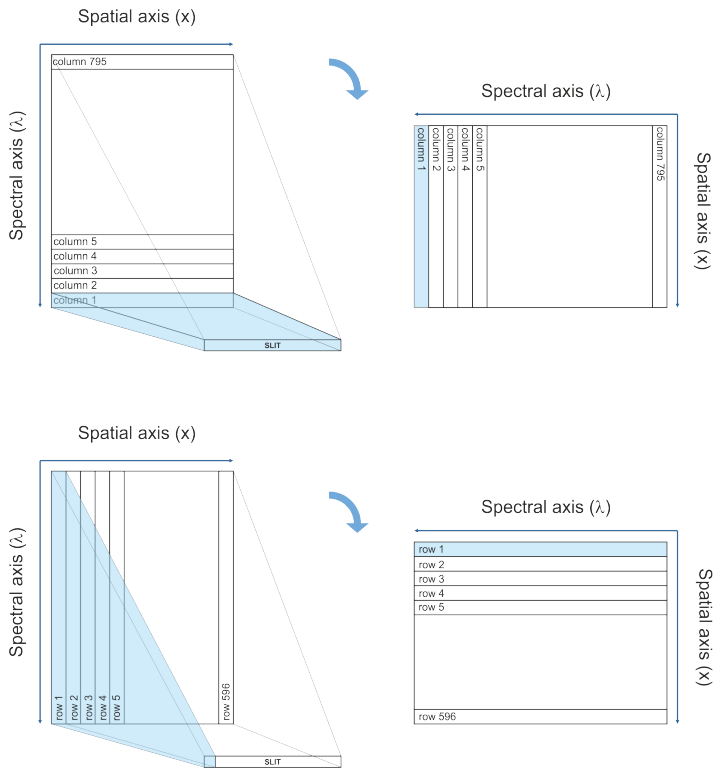 Spatial axis (x)
Spectral axis (λ)
column 795
column 5
column 4
column 3
column 2
column 1
SLIT
Spectral axis (λ)
column 1
column 2
column 3
column 4
column 5
column 795
Spatial axis (x)
Spatial axis (x)
Spectral axis (λ)
row 1
row 2
row 3
row 4
row 5
row 596
SLIT
Spectral axis (λ)
row 1
row 2
row 3
row 4
row 5
row 596
Spatial axis (x)